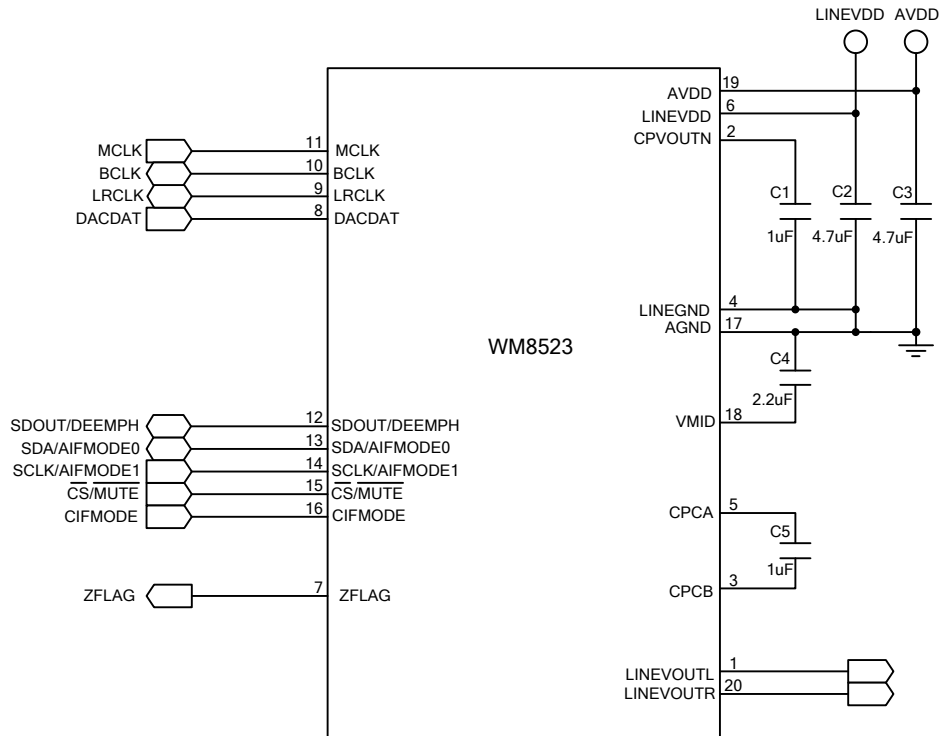 LINEVDD AVDD
19
AVDD
6
LINEVDD
2
CPVOUTN
MCLK 11 MCLK
BCLK 10 BCLK
LRCLK 9 LRCLK
DACDAT 8 DACDAT
C1 C2 C3
1uF 4.7uF 4.7uF
LINEGND 4
AGND 17
WM8523
C4
2.2uF
VMID 18
SDOUT/DEEMPH 12 SDOUT/DEEMPH
SDA/AIFMODE0 13 SDA/AIFMODE0
SCLK/AIFMODE1 14 SCLK/AIFMODE1
CS/MUTE 15 CS/MUTE
CIFMODE 16 CIFMODE
CPCA 5
C5
1uF
CPCB 3
ZFLAG 7 ZFLAG
LINEVOUTL 1
LINEVOUTR 20